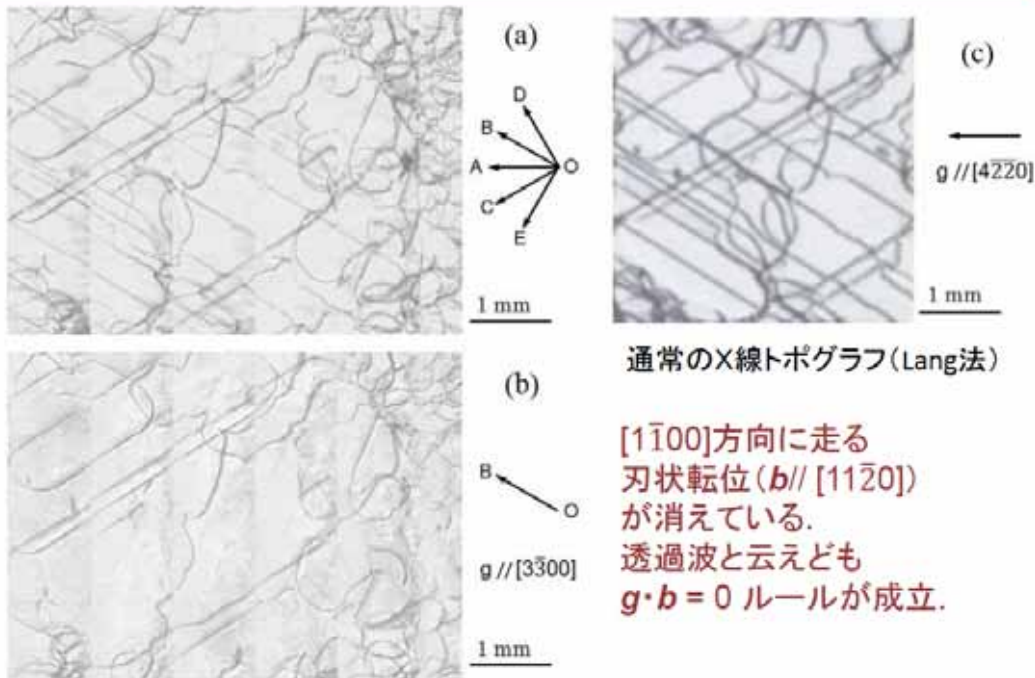 (a)
D
B
A
O
C
E
1 mm
(b)
B
O
g // [33̅00]
1 mm
(c)
g // [42̅2̅0]
1 mm
通常のX線トポグラフ(Lang法)
[11̅00]方向に走る
刃状転位(b// [112̅0])
が消えている.
透過波と云えども
g・b = 0 ルールが成立.